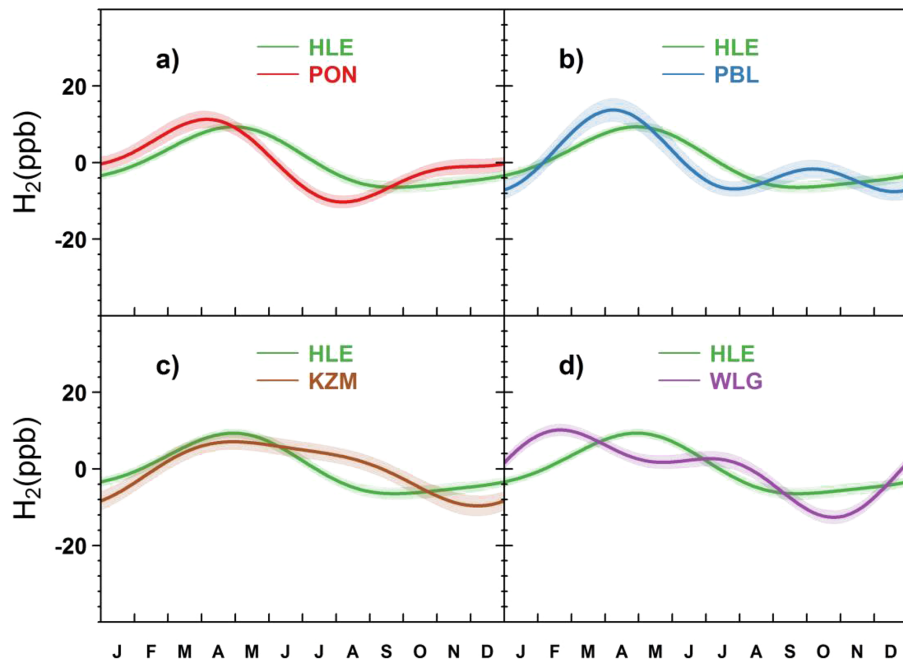 a)
HLE
PON
b)
HLE
PBL
20
0
-20
H₂(ppb)
c)
HLE
KZM
d)
HLE
WLG
20
0
-20
H₂(ppb)
J F M A M J J A S O N D J F M A M J J A S O N D